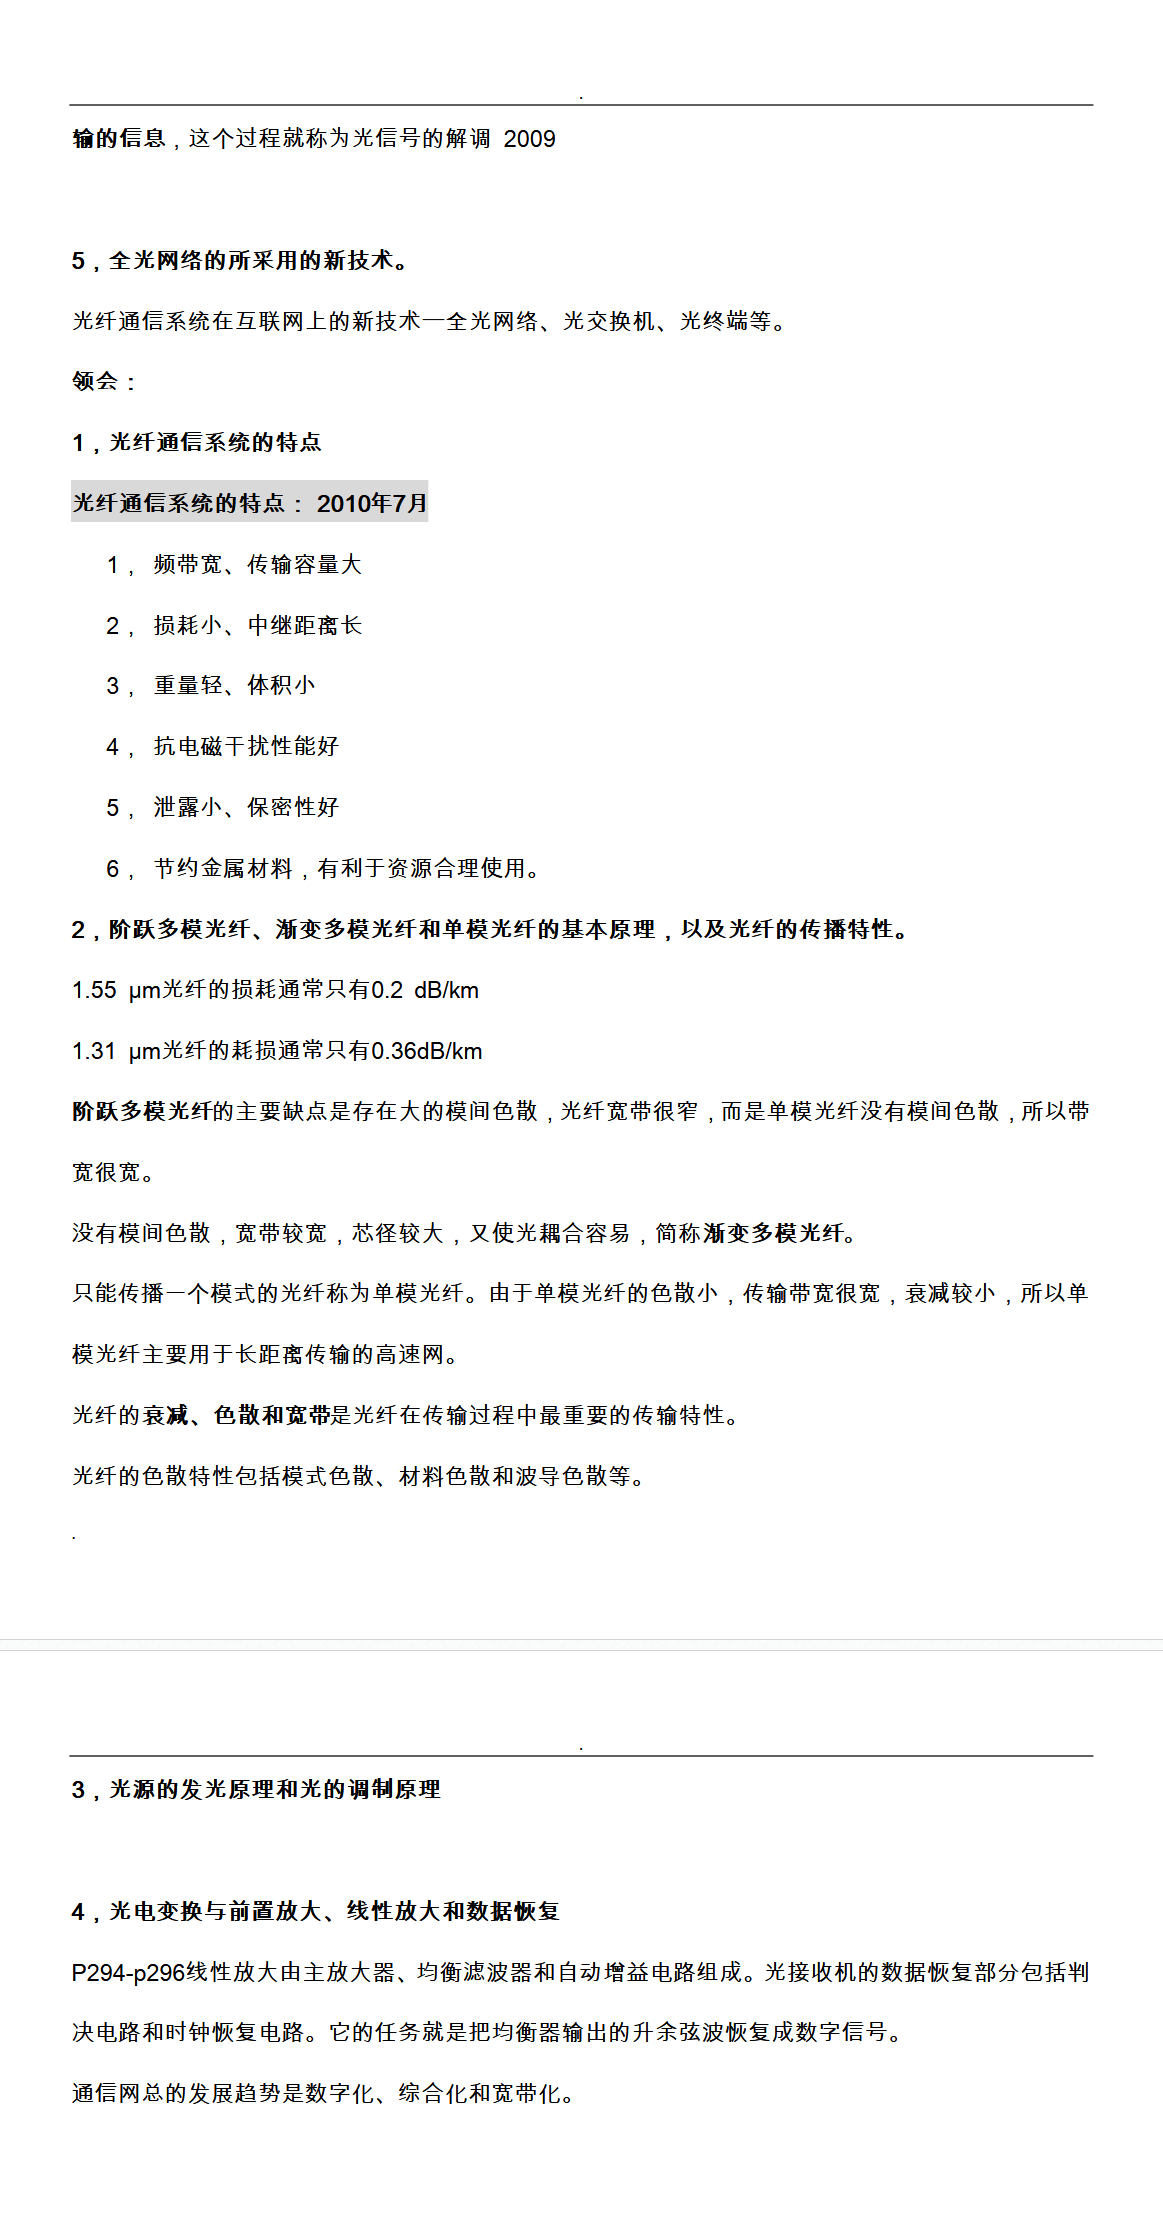 .
输的信息，这个过程就称为光信号的解调 2009
5，全光网络的所采用的新技术。
光纤通信系统在互联网上的新技术—全光网络、光交换机、光终端等。
领会：
1，光纤通信系统的特点
光纤通信系统的特点： 2010年7月
1， 频带宽、传输容量大
2， 损耗小、中继距离长
3， 重量轻、体积小
4， 抗电磁干扰性能好
5， 泄露小、保密性好
6， 节约金属材料，有利于资源合理使用。
2，阶跃多模光纤、渐变多模光纤和单模光纤的基本原理，以及光纤的传播特性。
1.55 μm光纤的损耗通常只有0.2 dB/km
1.31 μm光纤的耗损通常只有0.36dB/km
阶跃多模光纤的主要缺点是存在大的模间色散，光纤宽带很窄，而是单模光纤没有模间色散，所以带
宽很宽。
没有模间色散，宽带较宽，芯径较大，又使光耦合容易，简称渐变多模光纤。
只能传播一个模式的光纤称为单模光纤。由于单模光纤的色散小，传输带宽很宽，衰减较小，所以单
模光纤主要用于长距离传输的高速网。
光纤的衰减、色散和宽带是光纤在传输过程中最重要的传输特性。
光纤的色散特性包括模式色散、材料色散和波导色散等。
.
.
3，光源的发光原理和光的调制原理
4，光电变换与前置放大、线性放大和数据恢复
P294-p296线性放大由主放大器、均衡滤波器和自动增益电路组成。光接收机的数据恢复部分包括判
决电路和时钟恢复电路。它的任务就是把均衡器输出的升余弦波恢复成数字信号。
通信网总的发展趋势是数字化、综合化和宽带化。